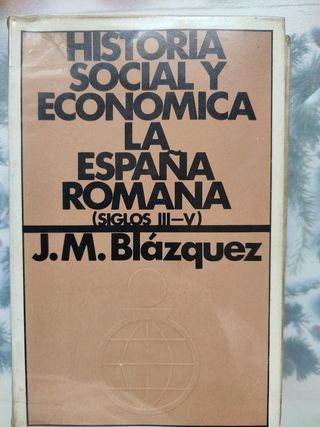 HISTORIA
SOCIAL Y
ECONOMICA
LA
ESPAÑA
ROMANA
(SIGLOS III—V)
J.M. Blázquez